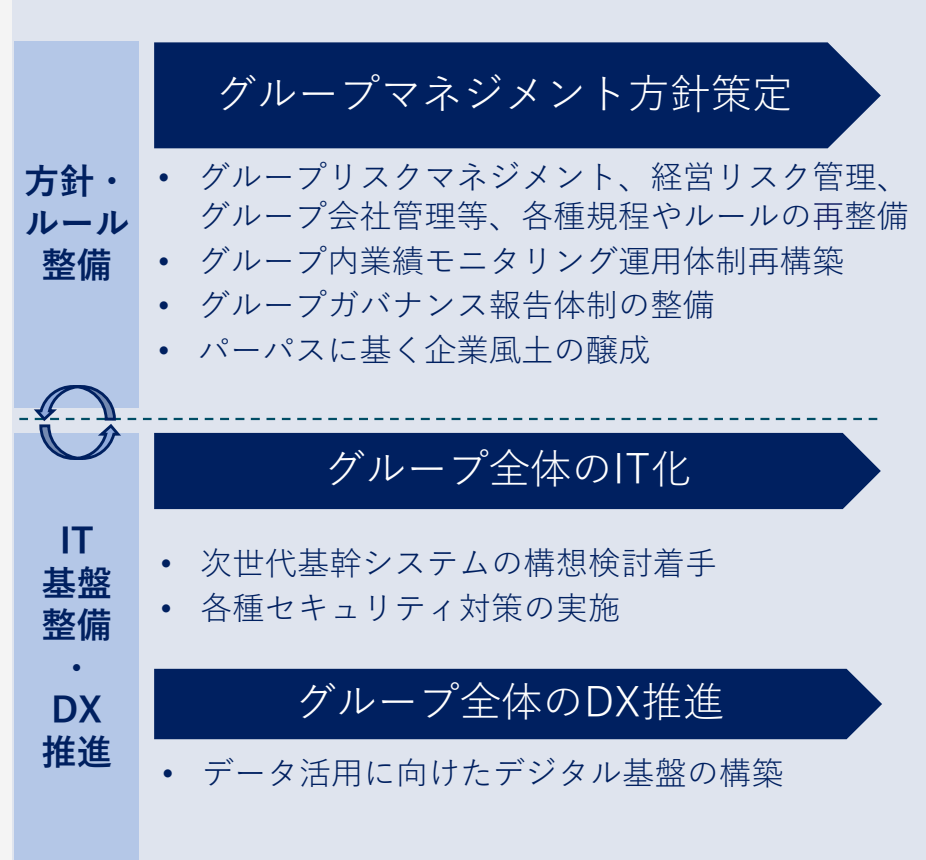 方針・
ルール
整備
グループマネジメント方針策定
• グループリスクマネジメント、経営リスク管理、
グループ会社管理等、各種規程やルールの再整備
• グループ内業績モニタリング運用体制再構築
• グループガバナンス報告体制の整備
• パーパスに基く企業風土の醸成
IT
基盤
整備
・
DX
推進
グループ全体のIT化
• 次世代基幹システムの構想検討着手
• 各種セキュリティ対策の実施
グループ全体のDX推進
• データ活用に向けたデジタル基盤の構築